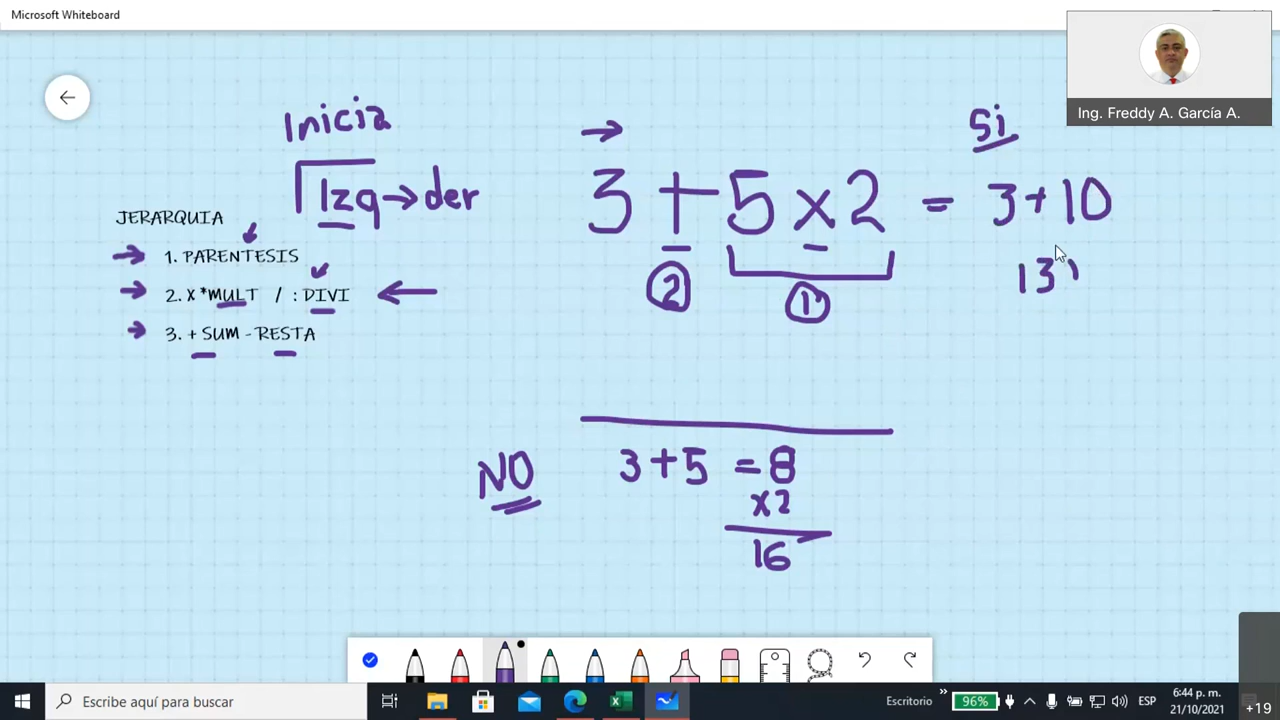 Microsoft Whiteboard
Ing. Freddy A. García A.
Inicia
Izq → der
JERARQUIA
1. PARENTESIS
2. X *MULT / : DIVI
3. + SUM - RESTA
→
Si
3 + 5 x 2 = 3 + 10
2
1
13
NO
3 + 5 = 8
x 2
16
Escribe aquí para buscar
Escritorio
»
96%
ESP
6:44 p. m.
21/10/2021
+19